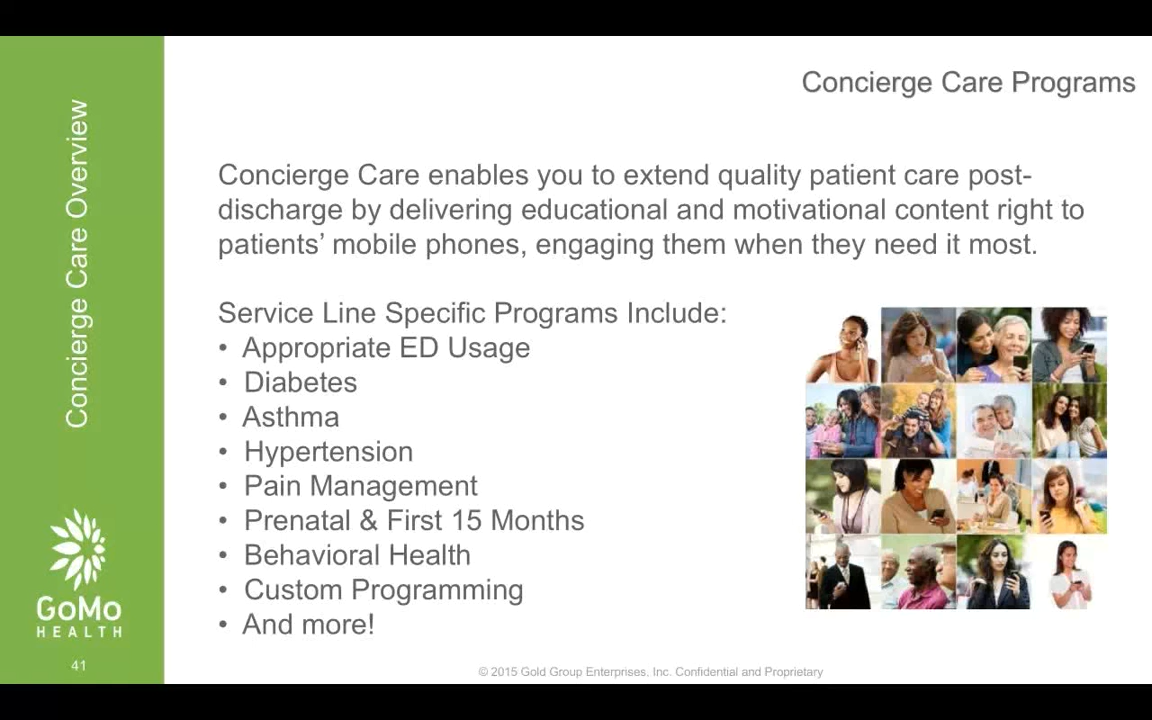 Concierge Care Programs
Concierge Care Overview
Concierge Care enables you to extend quality patient care post-
discharge by delivering educational and motivational content right to
patients' mobile phones, engaging them when they need it most.
Service Line Specific Programs Include:
• Appropriate ED Usage
• Diabetes
• Asthma
• Hypertension
• Pain Management
• Prenatal & First 15 Months
• Behavioral Health
• Custom Programming
• And more!
GoMo
HEALTH
41
© 2015 Gold Group Enterprises, Inc. Confidential and Proprietary